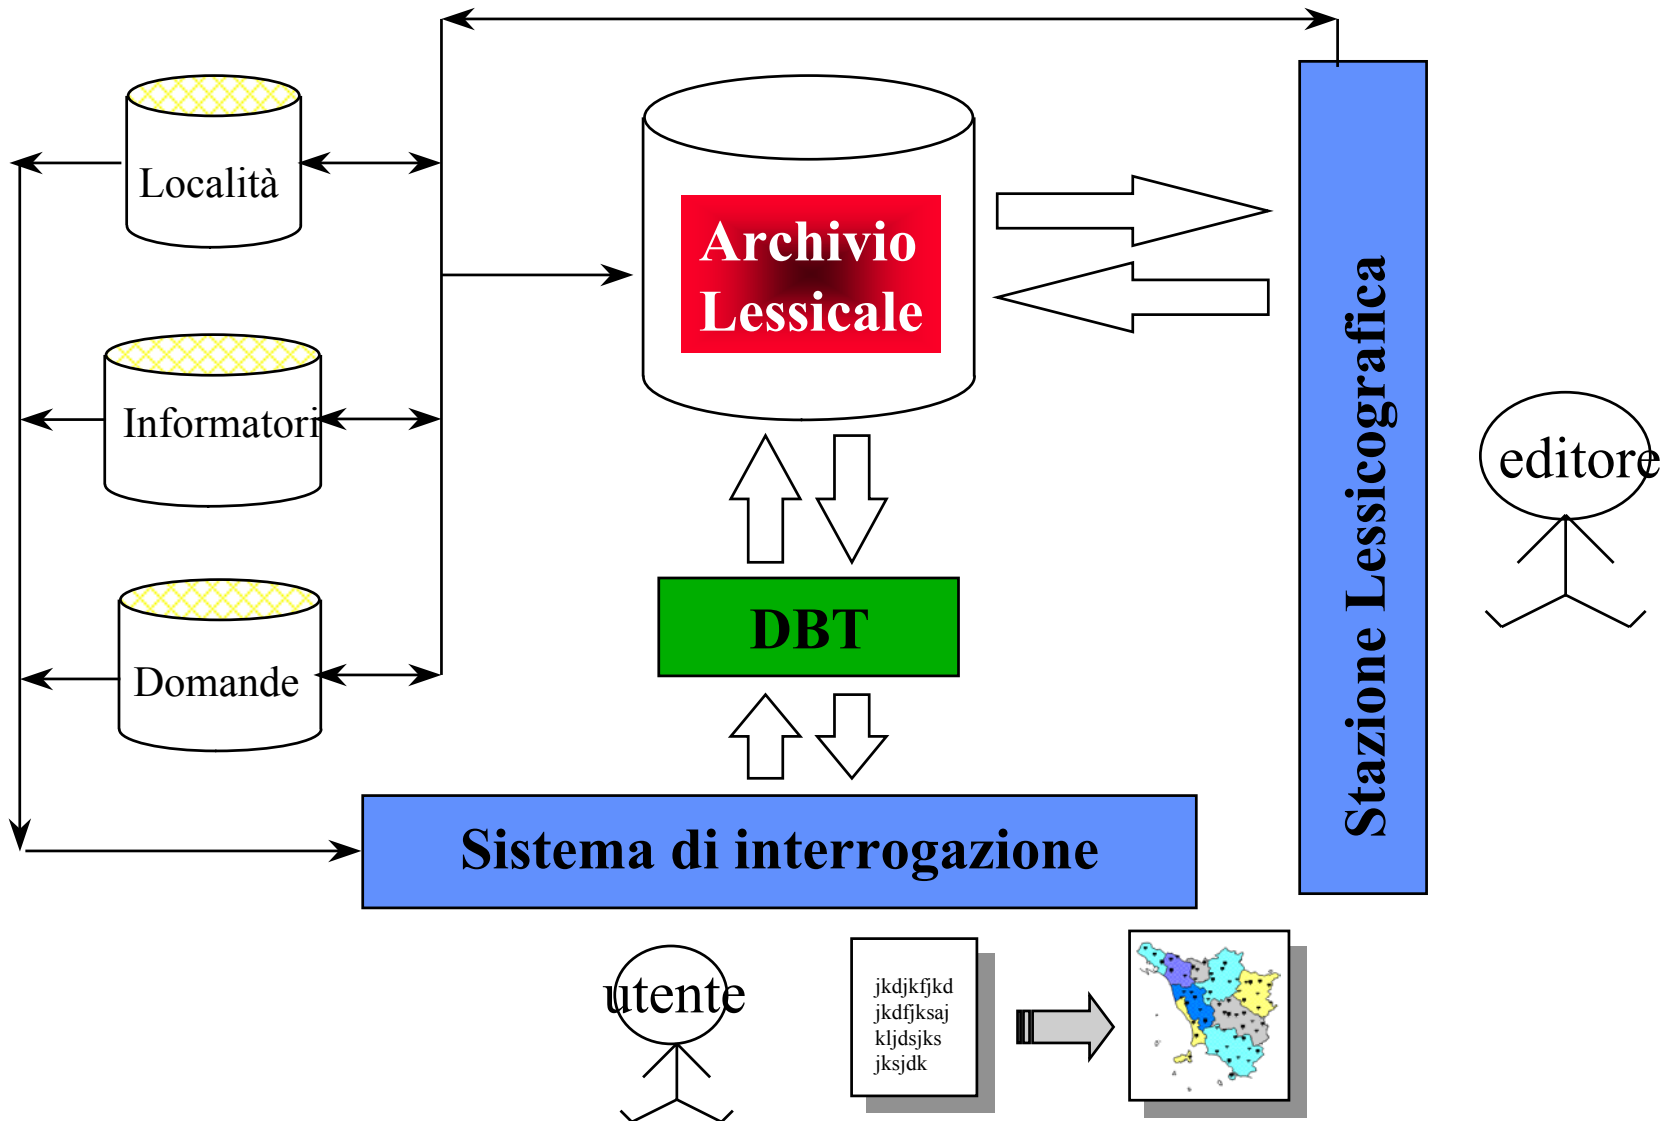 Località
Archivio
Lessicale
Informatori
Stazione Lessicografica
editore
DBT
Domande
Sistema di interrogazione
utente
jkdjkfjkd
jkdfjksaj
kljdsjks
jksjdk